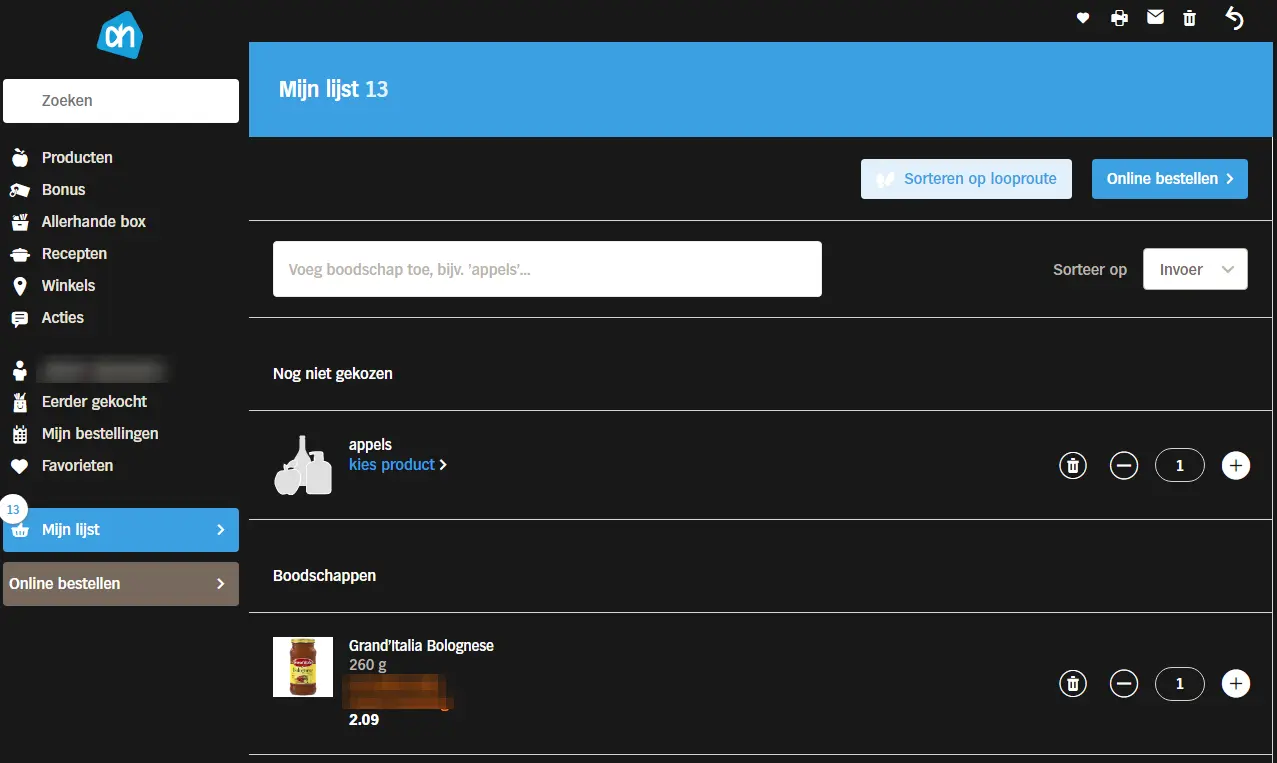 ah
Zoeken
Producten
Bonus
Allerhande box
Recepten
Winkels
Acties
Eerder gekocht
Mijn bestellingen
Favorieten
13
Mijn lijst
Online bestellen
Mijn lijst 13
Sorteren op looproute
Online bestellen
Voeg boodschap toe, bijv. 'appels'...
Sorteer op
Invoer
Nog niet gekozen
appels
kies product
1
Boodschappen
Grand'Italia Bolognese
260 g
2.09
1